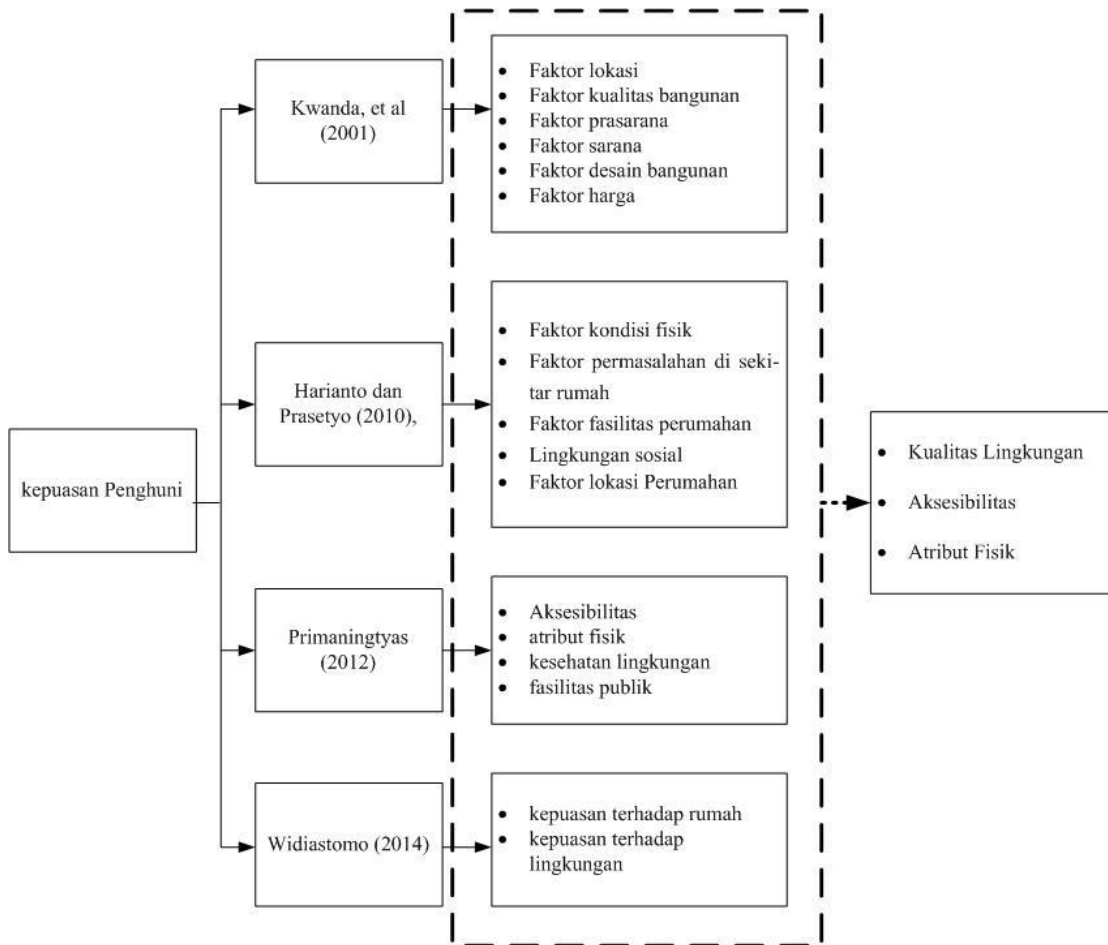 kepuasan Penghuni
Kwanda, et al
(2001)
• Faktor lokasi
• Faktor kualitas bangunan
• Faktor prasarana
• Faktor sarana
• Faktor desain bangunan
• Faktor harga
Harianto dan
Prasetyo (2010),
• Faktor kondisi fisik
• Faktor permasalahan di seki-
tar rumah
• Faktor fasilitas perumahan
• Lingkungan sosial
• Faktor lokasi Perumahan
Primaningtyas
(2012)
• Aksesibilitas
• atribut fisik
• kesehatan lingkungan
• fasilitas publik
Widiastomo (2014)
• kepuasan terhadap rumah
• kepuasan terhadap
lingkungan
• Kualitas Lingkungan
• Aksesibilitas
• Atribut Fisik